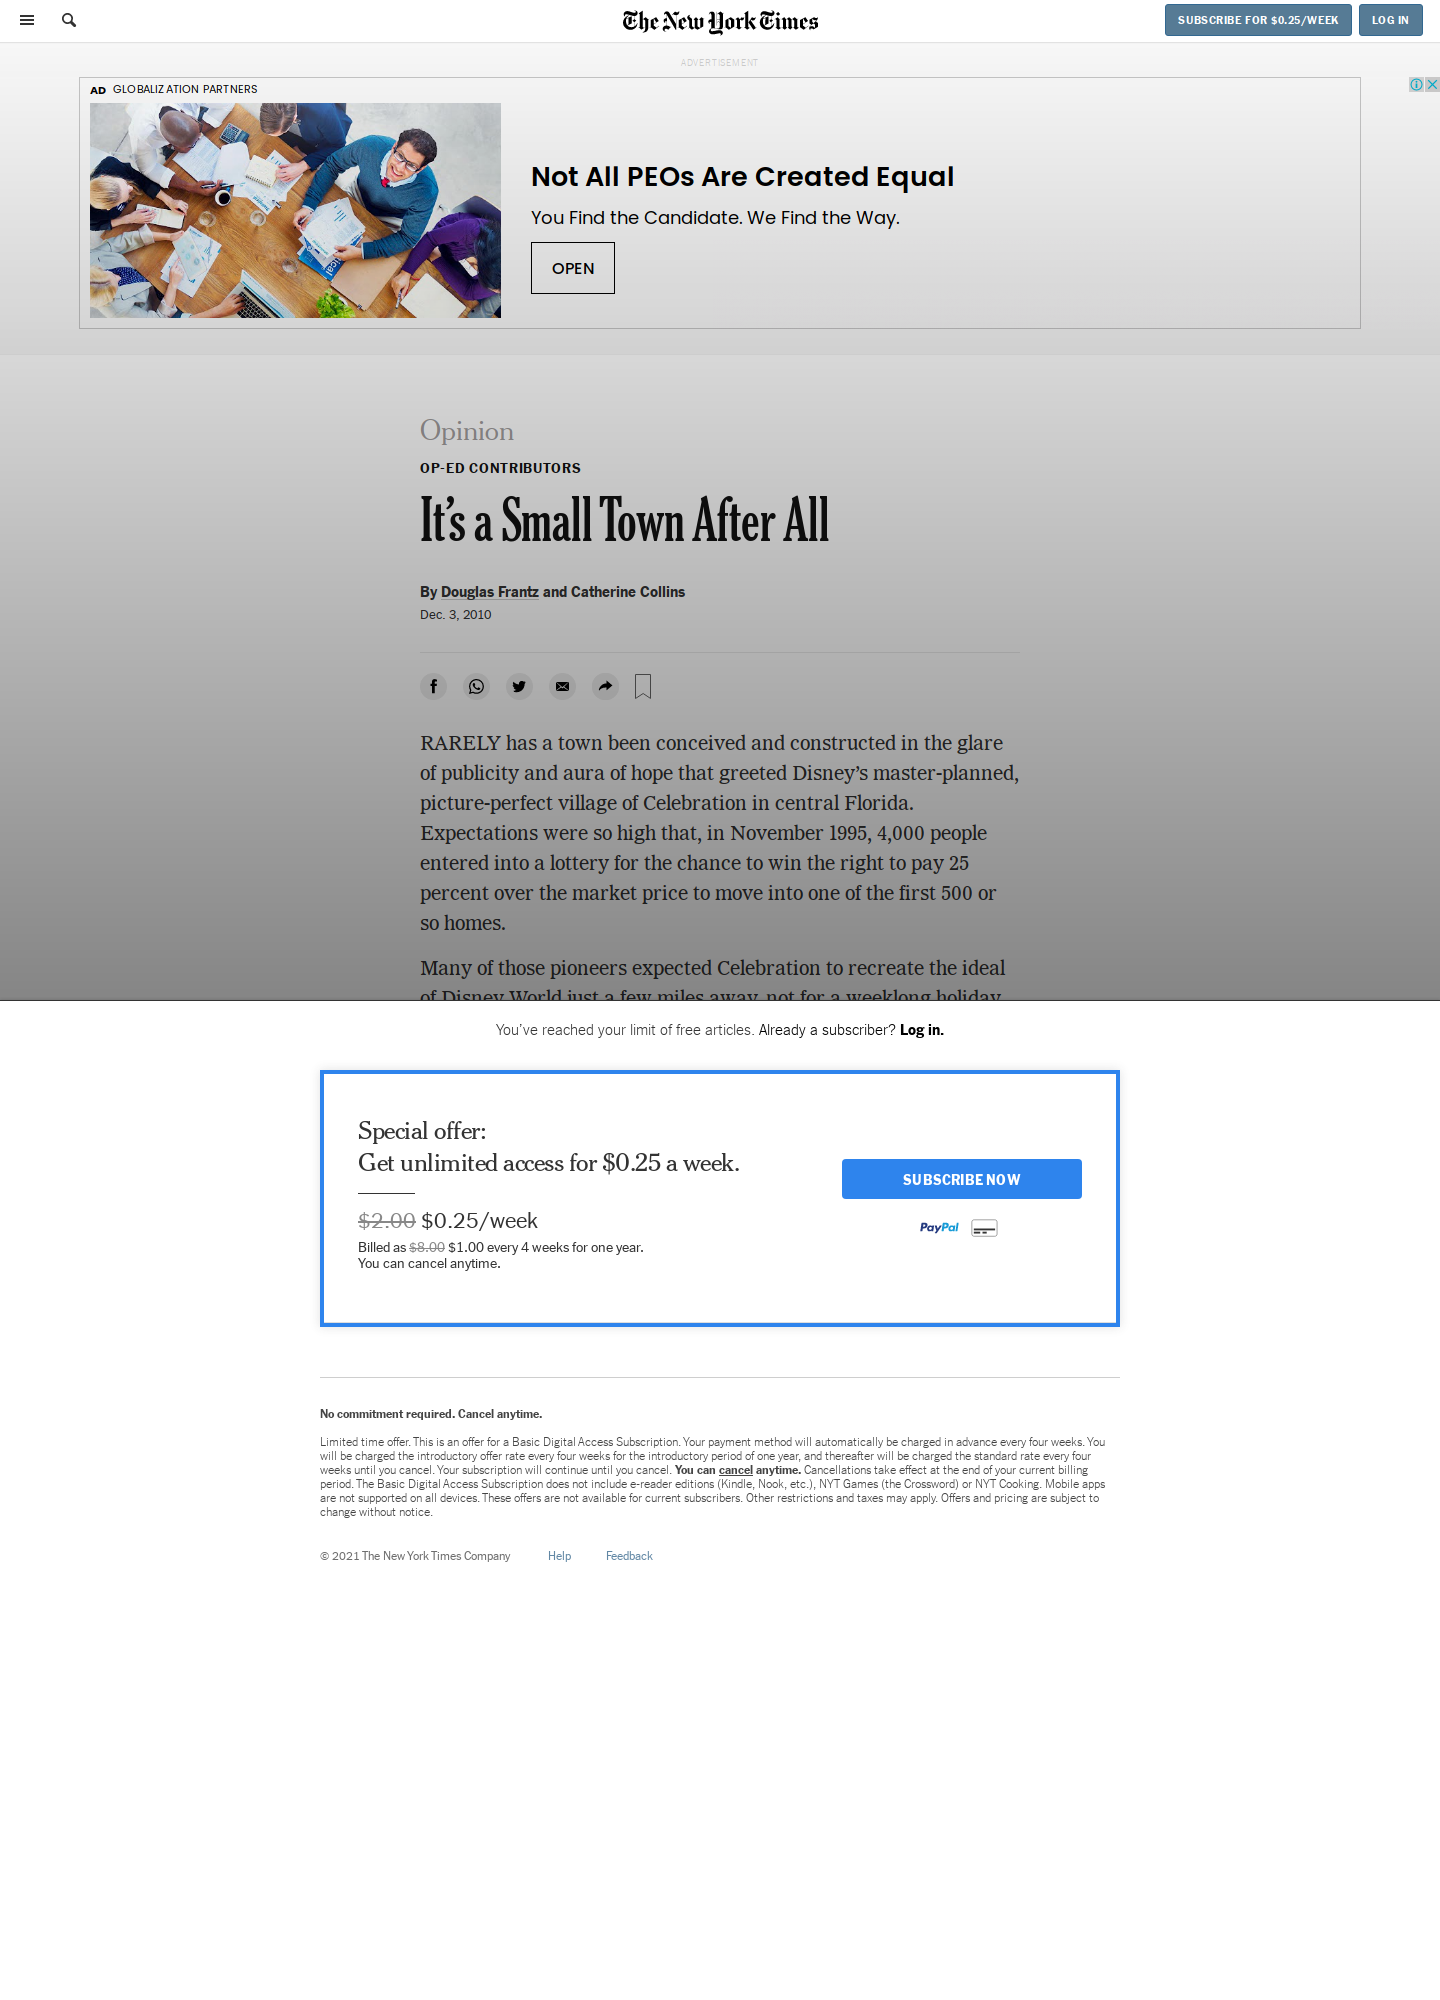 The New York Times
SUBSCRIBE FOR $0.25/WEEK
LOG IN
ADVERTISEMENT
AD GLOBALIZATION PARTNERS
Not All PEOs Are Created Equal
You Find the Candidate. We Find the Way.
OPEN
Opinion
OP-ED CONTRIBUTORS
It’s a Small Town After All
By Douglas Frantz and Catherine Collins
Dec. 3, 2010
RARELY has a town been conceived and constructed in the glare
of publicity and aura of hope that greeted Disney’s master-planned,
picture-perfect village of Celebration in central Florida.
Expectations were so high that, in November 1995, 4,000 people
entered into a lottery for the chance to win the right to pay 25
percent over the market price to move into one of the first 500 or
so homes.
Many of those pioneers expected Celebration to recreate the ideal
of Disney World just a few miles away, not for a weeklong holiday
You’ve reached your limit of free articles. Already a subscriber? Log in.
Special offer:
Get unlimited access for $0.25 a week.
$2.00 $0.25/week
Billed as $8.00 $1.00 every 4 weeks for one year.
You can cancel anytime.
SUBSCRIBE NOW
PayPal
No commitment required. Cancel anytime.
Limited time offer. This is an offer for a Basic Digital Access Subscription. Your payment method will automatically be charged in advance every four weeks. You
will be charged the introductory offer rate every four weeks for the introductory period of one year, and thereafter will be charged the standard rate every four
weeks until you cancel. Your subscription will continue until you cancel. You can cancel anytime. Cancellations take effect at the end of your current billing
period. The Basic Digital Access Subscription does not include e-reader editions (Kindle, Nook, etc.), NYT Games (the Crossword) or NYT Cooking. Mobile apps
are not supported on all devices. These offers are not available for current subscribers. Other restrictions and taxes may apply. Offers and pricing are subject to
change without notice.
© 2021 The New York Times Company
Help
Feedback